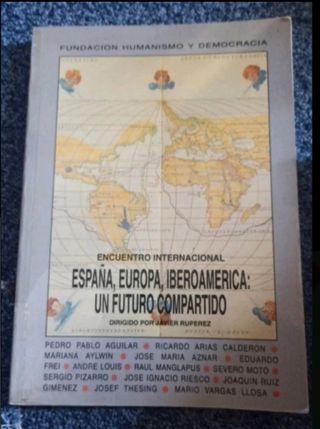 FUNDACION HUMANISMO Y DEMOCRACIA
ENCUENTRO INTERNACIONAL
ESPAÑA, EUROPA, IBEROAMERICA:
UN FUTURO COMPARTIDO
DIRIGIDO POR JAVIER RUPEREZ
PEDRO PABLO AGUILAR • RICARDO ARIAS CALDERON •
MARIANA AYLWIN • JOSE MARIA AZNAR • EDUARDO
FREI • ANDRE LOUIS • RAUL MANGLAPUS • SEVERO MOTO •
SERGIO PIZARRO • JOSE IGNACIO RIESCO • JOAQUIN RUIZ
GIMENEZ • JOSEF THESING • MARIO VARGAS LLOSA •